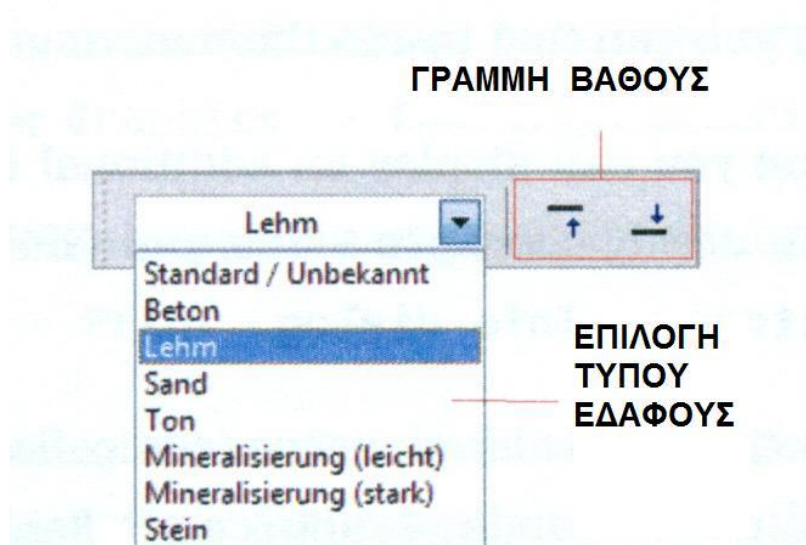 ΓΡΑΜΜΗ ΒΑΘΟΥΣ
Lehm
Standard / Unbekannt
Beton
Lehm
Sand
Ton
Mineralisierung (leicht)
Mineralisierung (stark)
Stein
ΕΠΙΛΟΓΗ
ΤΥΠΟΥ
ΕΔΑΦΟΥΣ